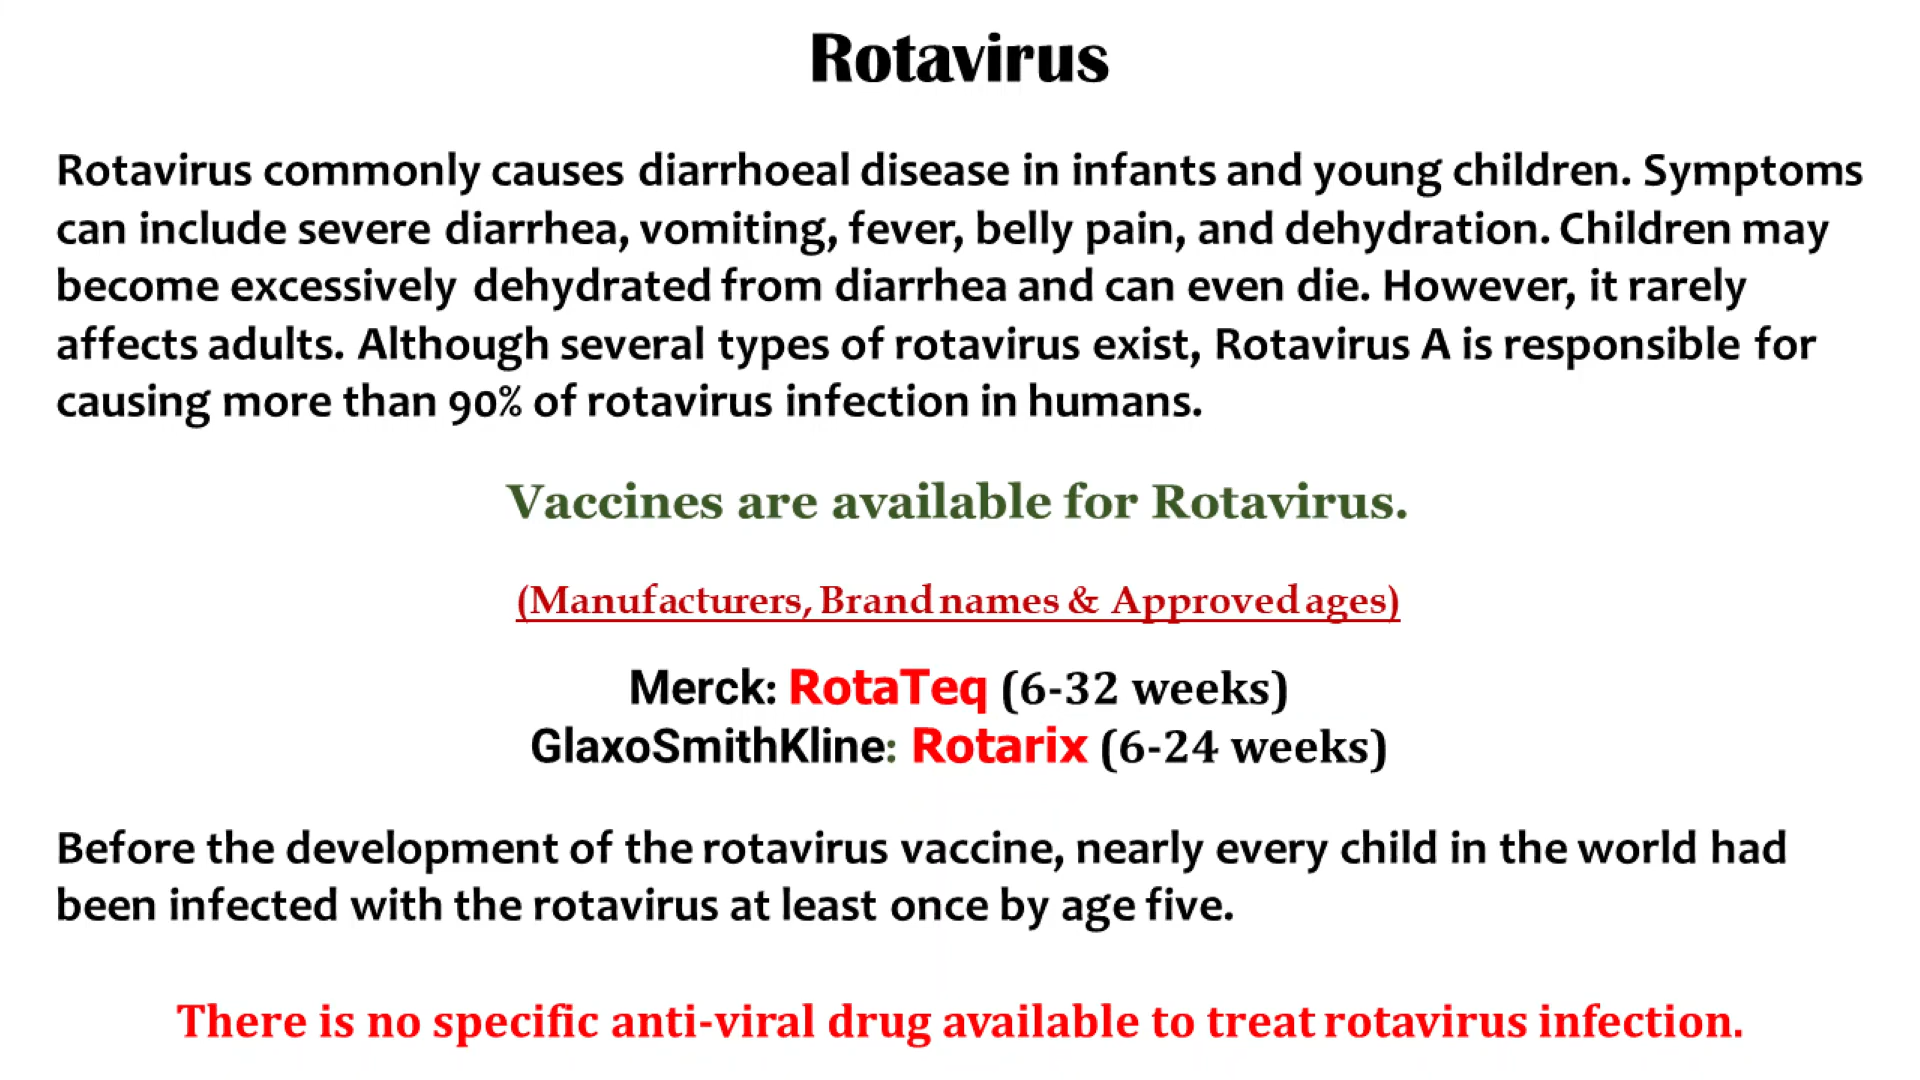 Rotavirus
Rotavirus commonly causes diarrhoeal disease in infants and young children. Symptoms
can include severe diarrhea, vomiting, fever, belly pain, and dehydration. Children may
become excessively dehydrated from diarrhea and can even die. However, it rarely
affects adults. Although several types of rotavirus exist, Rotavirus A is responsible for
causing more than 90% of rotavirus infection in humans.
Vaccines are available for Rotavirus.
(Manufacturers, Brand names & Approved ages)
Merck: RotaTeq (6-32 weeks)
GlaxoSmithKline: Rotarix (6-24 weeks)
Before the development of the rotavirus vaccine, nearly every child in the world had
been infected with the rotavirus at least once by age five.
There is no specific anti-viral drug available to treat rotavirus infection.